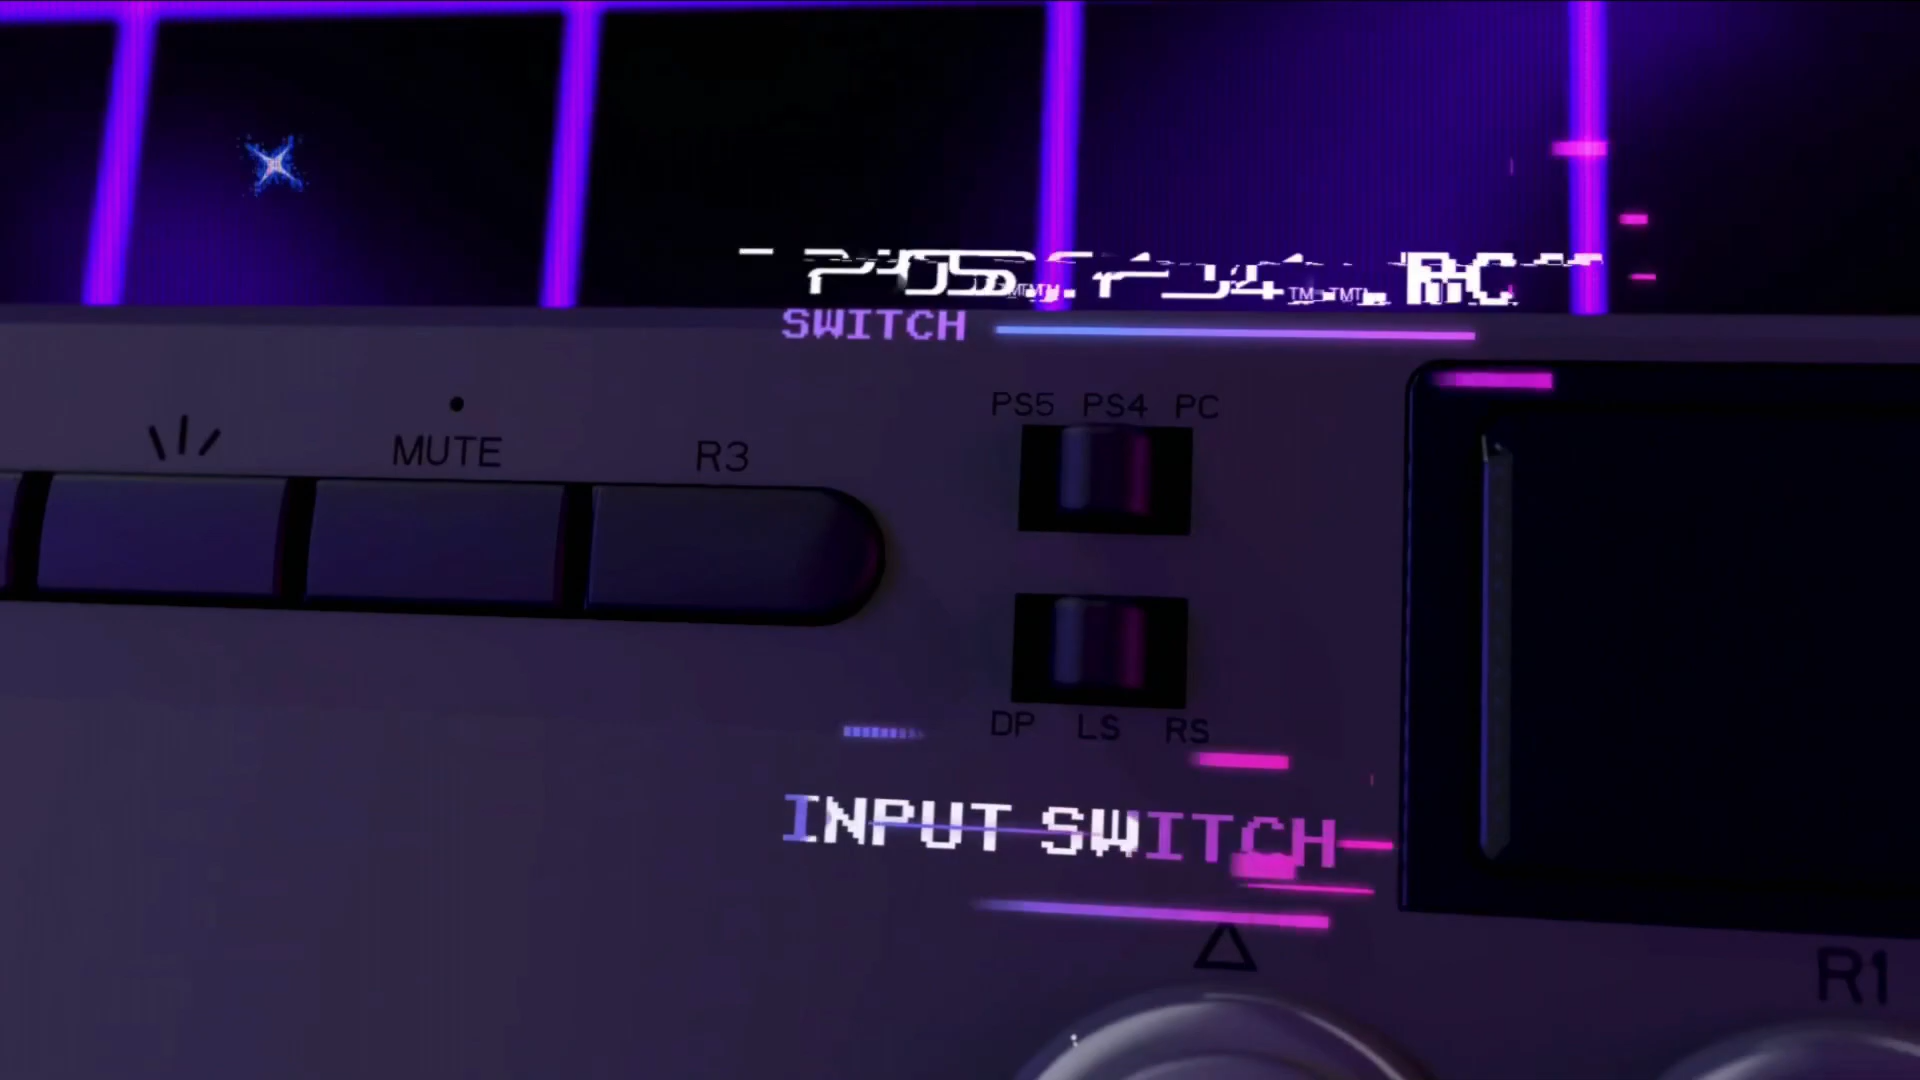 SWITCH
PS5 PS4 PC
MUTE
R3
DP LS RS
INPUT SWITCH
R1